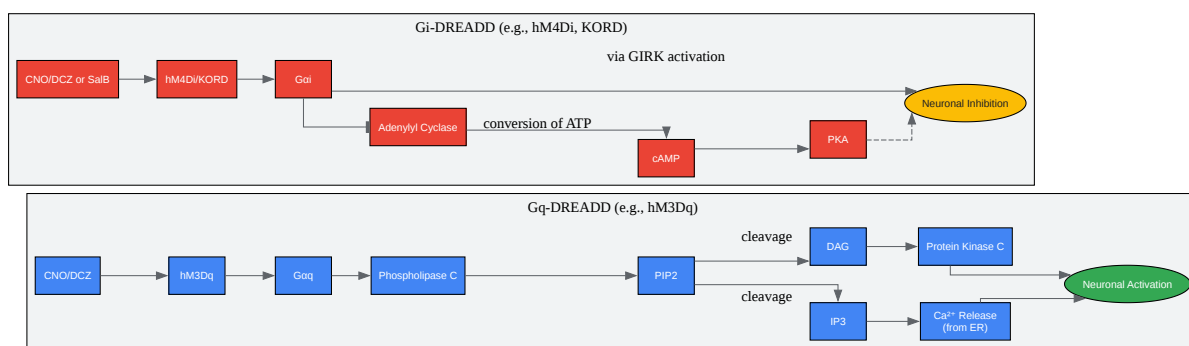 Gi-DREADD (e.g., hM4Di, KORD)
via GIRK activation
CNO/DCZ or SalB
hM4Di/KORD
Gαi
Neuronal Inhibition
Adenylyl Cyclase
conversion of ATP
cAMP
PKA
Gq-DREADD (e.g., hM3Dq)
cleavage
DAG
Protein Kinase C
CNO/DCZ
hM3Dq
Gαq
Phospholipase C
PIP2
Neuronal Activation
cleavage
IP3
Ca²⁺ Release
(from ER)